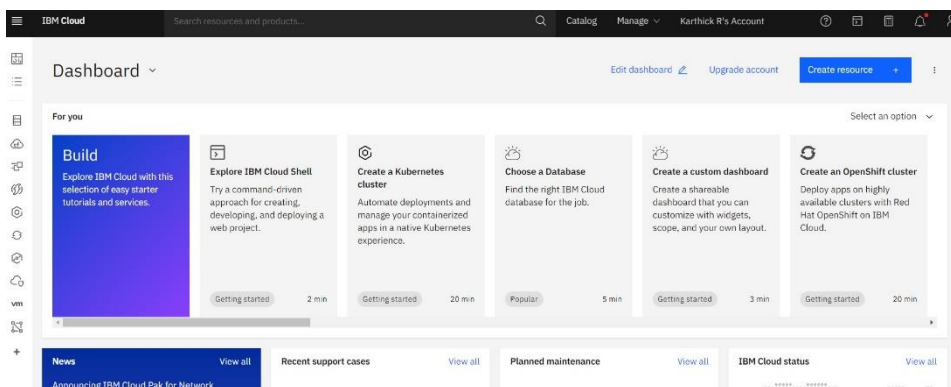 IBM Cloud
Search resources and products...
Catalog
Manage
Karthick R's Account
Dashboard
Edit dashboard
Upgrade account
Create resource +
For you
Select an option
Build
Explore IBM Cloud with this
selection of easy starter
tutorials and services.
Explore IBM Cloud Shell
Try a command-driven
approach for creating,
developing, and deploying a
web project.
Getting started 2 min
Create a Kubernetes
cluster
Automate deployments and
manage your containerized
apps in a native Kubernetes
experience.
Getting started 20 min
Choose a Database
Find the right IBM Cloud
database for the job.
Popular 5 min
Create a custom dashboard
Create a shareable
dashboard that you can
customize with widgets,
scope, and your own layout.
Getting started 3 min
Create an OpenShift cluster
Deploy apps on highly
available clusters with Red
Hat OpenShift on IBM
Cloud.
Getting started 20 min
vm
News View all
Announcing IBM Cloud Pak for Network
Recent support cases View all
Planned maintenance View all
IBM Cloud status View all